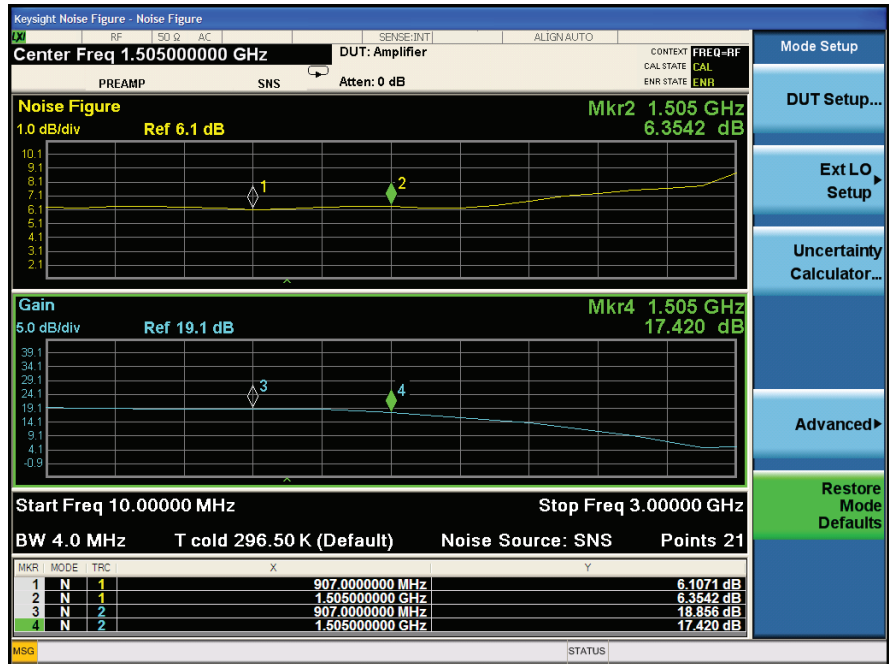 Keysight Noise Figure - Noise Figure
LXI RF 50 Ω AC SENSE:INT ALIGN AUTO
Center Freq 1.505000000 GHz DUT: Amplifier CONTEXT FREQ=RF
CAL STATE CAL
PREAMP SNS Atten: 0 dB ENR STATE ENR
Noise Figure Mkr2 1.505 GHz
1.0 dB/div Ref 6.1 dB 6.3542 dB
10.1
9.1
8.1
7.1
6.1
5.1
4.1
3.1
2.1
1
2
Gain Mkr4 1.505 GHz
5.0 dB/div Ref 19.1 dB 17.420 dB
39.1
34.1
29.1
24.1
19.1
14.1
9.1
4.1
-0.9
3
4
Start Freq 10.00000 MHz Stop Freq 3.00000 GHz
BW 4.0 MHz T cold 296.50 K (Default) Noise Source: SNS Points 21
MKR MODE TRC X Y
1 N 1 907.0000000 MHz 6.1071 dB
2 N 1 1.505000000 GHz 6.3542 dB
3 N 2 907.0000000 MHz 18.856 dB
4 N 2 1.505000000 GHz 17.420 dB
MSG STATUS
Mode Setup
DUT Setup...
Ext LO
Setup
Uncertainty
Calculator...
Advanced
Restore
Mode
Defaults